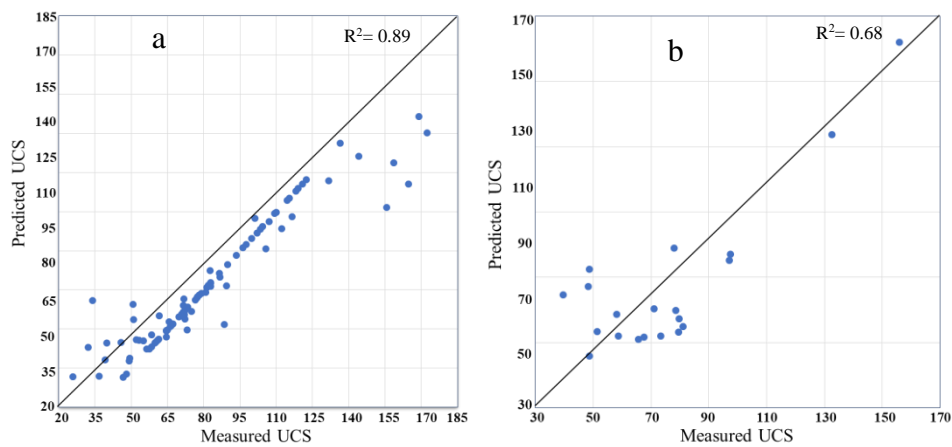 185
170
155
140
125
110
95
80
65
50
35
20
20 35 50 65 80 95 110 125 140 155 170 185
Predicted UCS
Measured UCS
a
R²= 0.89
170
150
130
110
90
70
50
30
30 50 70 90 110 130 150 170
Predicted UCS
Measured UCS
b
R²= 0.68